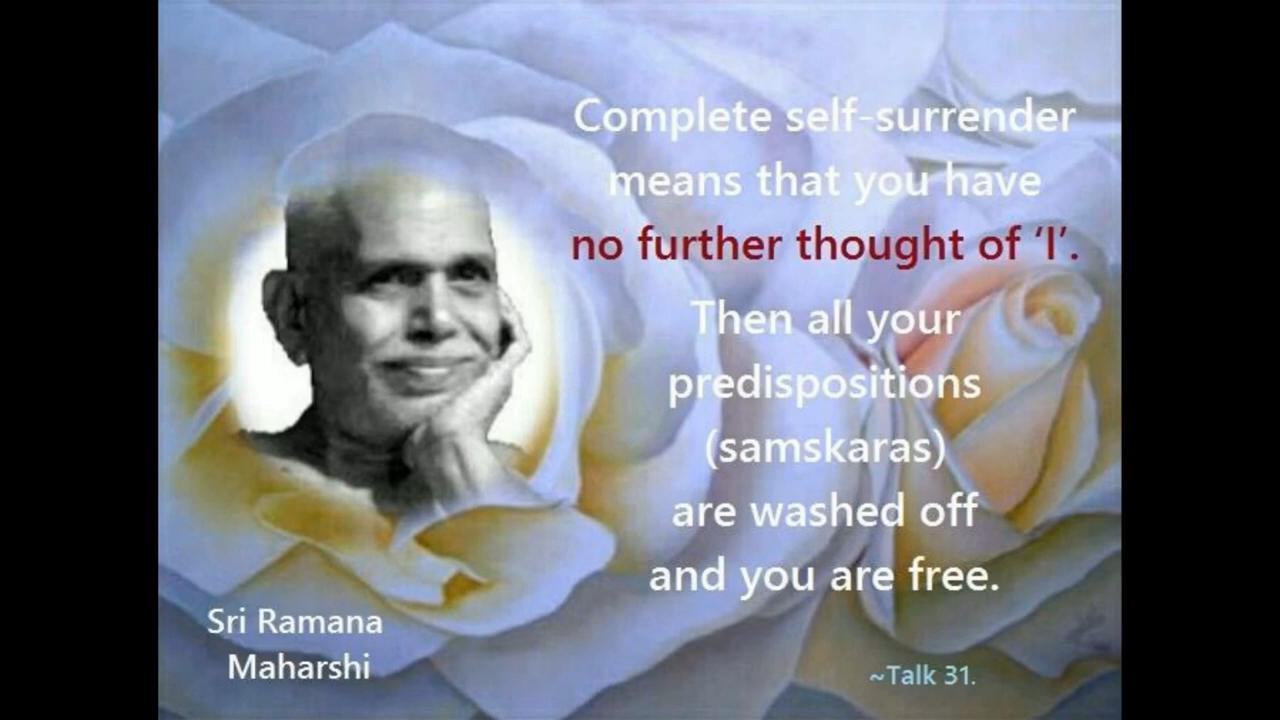 Complete self-surrender
means that you have
no further thought of ‘I’.
Then all your
predispositions
(samskaras)
are washed off
and you are free.
Sri Ramana
Maharshi
~Talk 31.